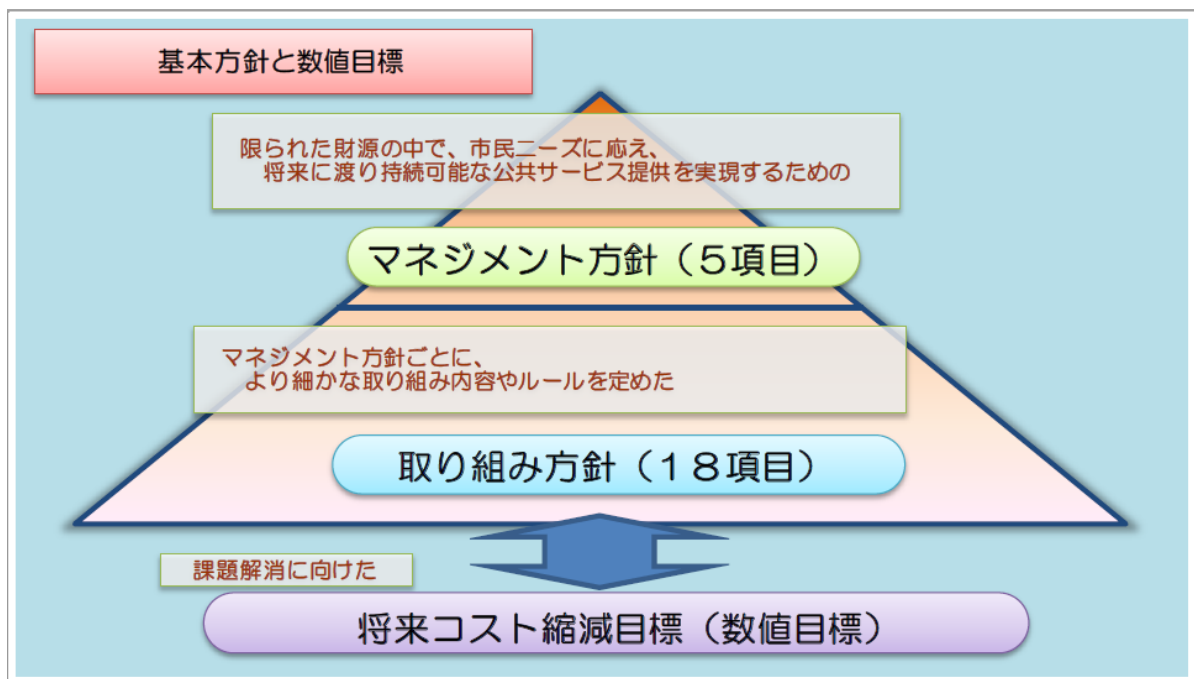 基本方針と数値目標
限られた財源の中で、市民ニーズに応え、
将来に渡り持続可能な公共サービス提供を実現するための
マネジメント方針（５項目）
マネジメント方針ごとに、
より細かな取り組み内容やルールを定めた
取り組み方針（１８項目）
課題解消に向けた
将来コスト縮減目標（数値目標）